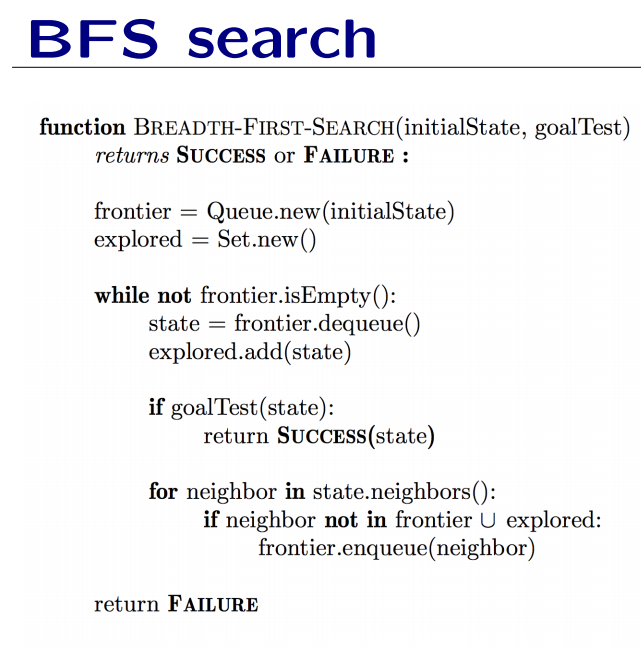 BFS search
function BREADTH-FIRST-SEARCH(initialState, goalTest)
returns SUCCESS or FAILURE :
frontier = Queue.new(initialState)
explored = Set.new()
while not frontier.isEmpty():
state = frontier.dequeue()
explored.add(state)
if goalTest(state):
return SUCCESS(state)
for neighbor in state.neighbors():
if neighbor not in frontier ∪ explored:
frontier.enqueue(neighbor)
return FAILURE